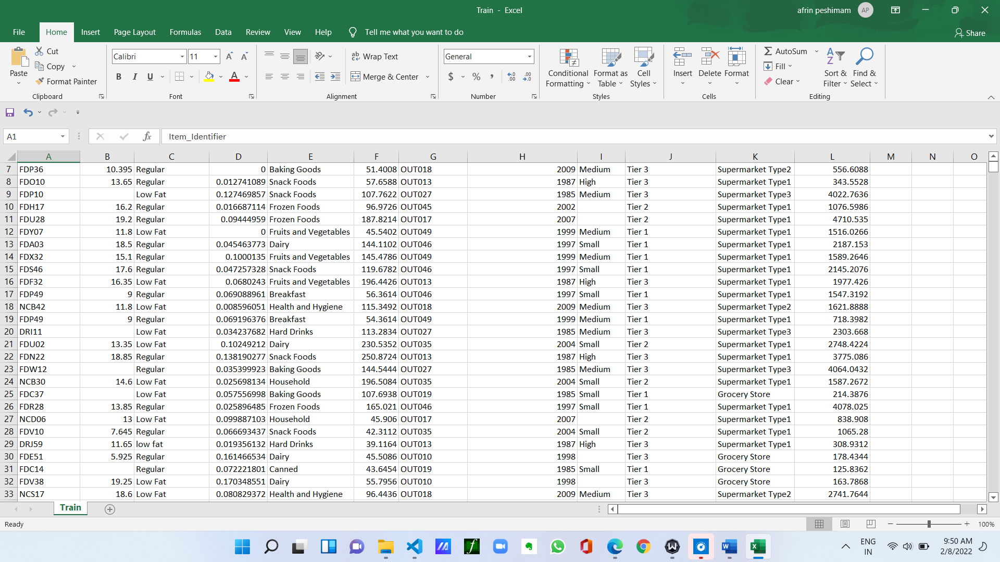 Train - Excel
afrin peshimam AP
File Home Insert Page Layout Formulas Data Review View Help Tell me what you want to do Share
Paste Cut Copy Format Painter Clipboard
Calibri 11 A A B I U A Font
ab Wrap Text Merge & Center Alignment
General $ % , Number
Conditional Formatting Format as Table Cell Styles Styles
Insert Delete Format Cells
AutoSum Fill Clear Sort & Filter Find & Select Editing
A1 fx Item_Identifier
A B C D E F G H I J K L M N O
7 FDP36 10.395 Regular 0 Baking Goods 51.4008 OUT018 2009 Medium Tier 3 Supermarket Type2 556.6088
8 FDO10 13.65 Regular 0.012741089 Snack Foods 57.6588 OUT013 1987 High Tier 3 Supermarket Type1 343.5528
9 FDP10 Low Fat 0.127469857 Snack Foods 107.7622 OUT027 1985 Medium Tier 3 Supermarket Type3 4022.7636
10 FDH17 16.2 Regular 0.016687114 Frozen Foods 96.9726 OUT045 2002 Tier 2 Supermarket Type1 1076.5986
11 FDU28 19.2 Regular 0.09444959 Frozen Foods 187.8214 OUT017 2007 Tier 2 Supermarket Type1 4710.535
12 FDY07 11.8 Low Fat 0 Fruits and Vegetables 45.5402 OUT049 1999 Medium Tier 1 Supermarket Type1 1516.0266
13 FDA03 18.5 Regular 0.045463773 Dairy 144.1102 OUT046 1997 Small Tier 1 Supermarket Type1 2187.153
14 FDX32 15.1 Regular 0.1000135 Fruits and Vegetables 145.4786 OUT049 1999 Medium Tier 1 Supermarket Type1 1589.2646
15 FDS46 17.6 Regular 0.047257328 Snack Foods 119.6782 OUT046 1997 Small Tier 1 Supermarket Type1 2145.2076
16 FDF32 16.35 Low Fat 0.0680243 Fruits and Vegetables 196.4426 OUT013 1987 High Tier 3 Supermarket Type1 1977.426
17 FDP49 9 Regular 0.069088961 Breakfast 56.3614 OUT046 1997 Small Tier 1 Supermarket Type1 1547.3192
18 NCB42 11.8 Low Fat 0.008596051 Health and Hygiene 115.3492 OUT018 2009 Medium Tier 3 Supermarket Type2 1621.8888
19 FDP49 9 Regular 0.069196376 Breakfast 54.3614 OUT049 1999 Medium Tier 1 Supermarket Type1 718.3982
20 DRI11 Low Fat 0.034237682 Hard Drinks 113.2834 OUT027 1985 Medium Tier 3 Supermarket Type3 2303.668
21 FDU02 13.35 Low Fat 0.10249212 Dairy 230.5352 OUT035 2004 Small Tier 2 Supermarket Type1 2748.4224
22 FDN22 18.85 Regular 0.138190277 Snack Foods 250.8724 OUT013 1987 High Tier 3 Supermarket Type1 3775.086
23 FDW12 Regular 0.035399923 Baking Goods 144.5444 OUT027 1985 Medium Tier 3 Supermarket Type3 4064.0432
24 NCB30 14.6 Low Fat 0.025698134 Household 196.5084 OUT035 2004 Small Tier 2 Supermarket Type1 1587.2672
25 FDC37 Low Fat 0.057556998 Baking Goods 107.6938 OUT019 1985 Small Tier 1 Grocery Store 214.3876
26 FDR28 13.85 Regular 0.025896485 Frozen Foods 165.021 OUT046 1997 Small Tier 1 Supermarket Type1 4078.025
27 NCD06 13 Low Fat 0.099887103 Household 45.906 OUT017 2007 Tier 2 Supermarket Type1 838.908
28 FDV10 7.645 Regular 0.066693437 Snack Foods 42.3112 OUT035 2004 Small Tier 2 Supermarket Type1 1065.28
29 DRJ59 11.65 low fat 0.019356132 Hard Drinks 39.1164 OUT013 1987 High Tier 3 Supermarket Type1 308.9312
30 FDE51 5.925 Regular 0.161466534 Dairy 45.5086 OUT010 1998 Tier 3 Grocery Store 178.4344
31 FDC14 Regular 0.072221801 Canned 43.6454 OUT019 1985 Small Tier 1 Grocery Store 125.8362
32 FDV38 19.25 Low Fat 0.170348551 Dairy 55.7956 OUT010 1998 Tier 3 Grocery Store 163.7868
33 NCS17 18.6 Low Fat 0.080829372 Health and Hygiene 96.4436 OUT018 2009 Medium Tier 3 Supermarket Type2 2741.7644
Train
Ready 100%
ENG IN 9:50 AM 2/8/2022